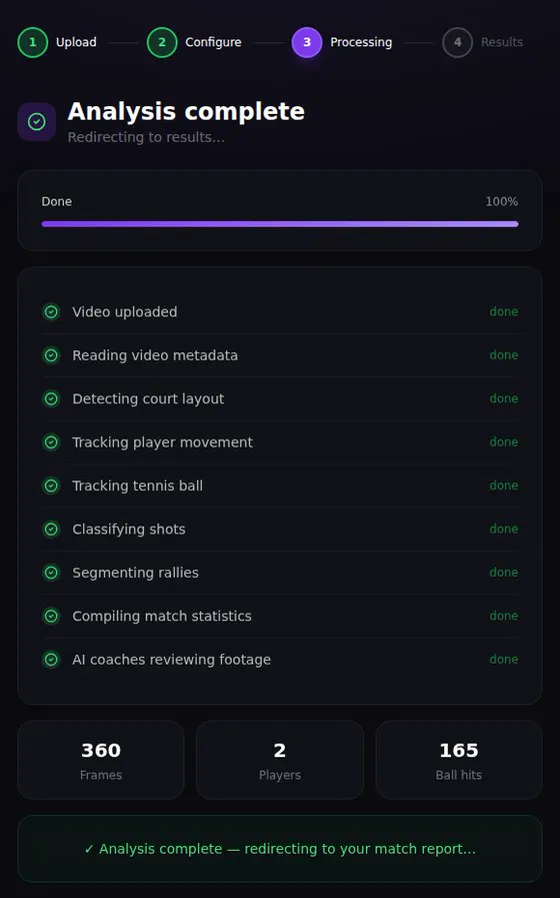 1 Upload 2 Configure 3 Processing 4 Results
Analysis complete
Redirecting to results...
Done 100%
Video uploaded done
Reading video metadata done
Detecting court layout done
Tracking player movement done
Tracking tennis ball done
Classifying shots done
Segmenting rallies done
Compiling match statistics done
AI coaches reviewing footage done
360 2 165
Frames Players Ball hits
✓ Analysis complete — redirecting to your match report...